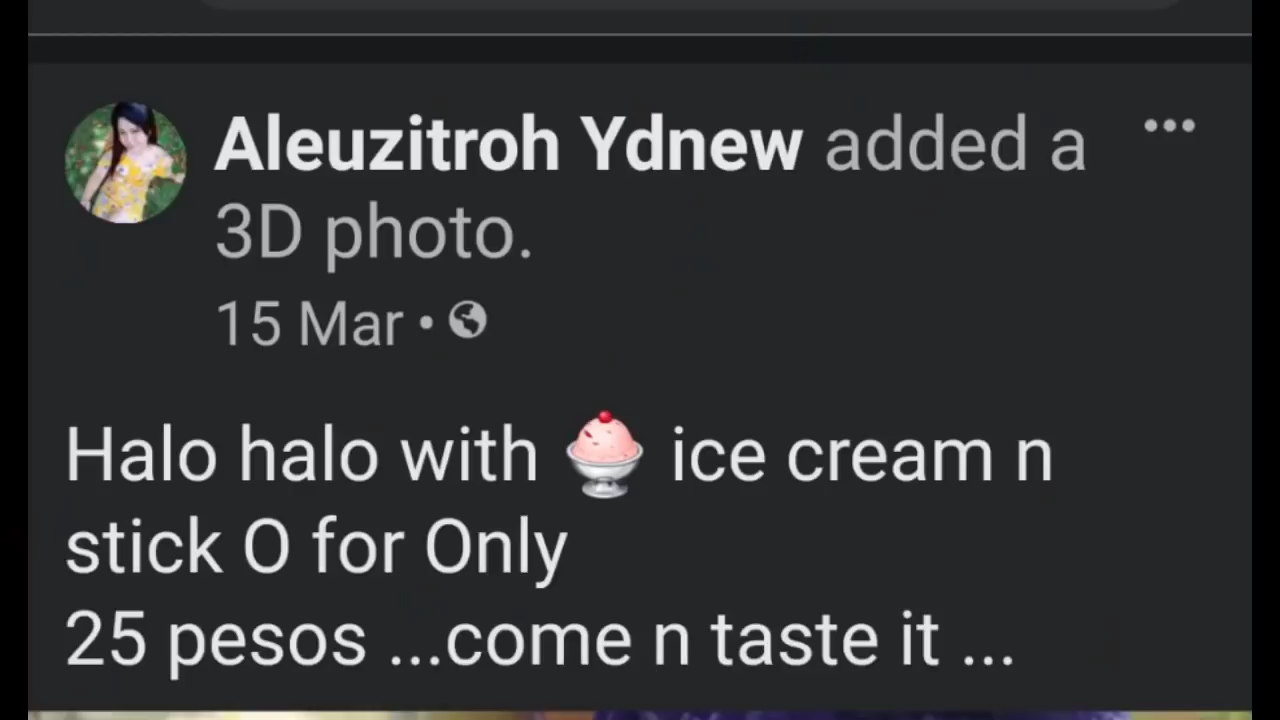 Aleuzitroh Ydnew added a
3D photo.
15 Mar •
Halo halo with 🍨 ice cream n
stick O for Only
25 pesos ...come n taste it ...